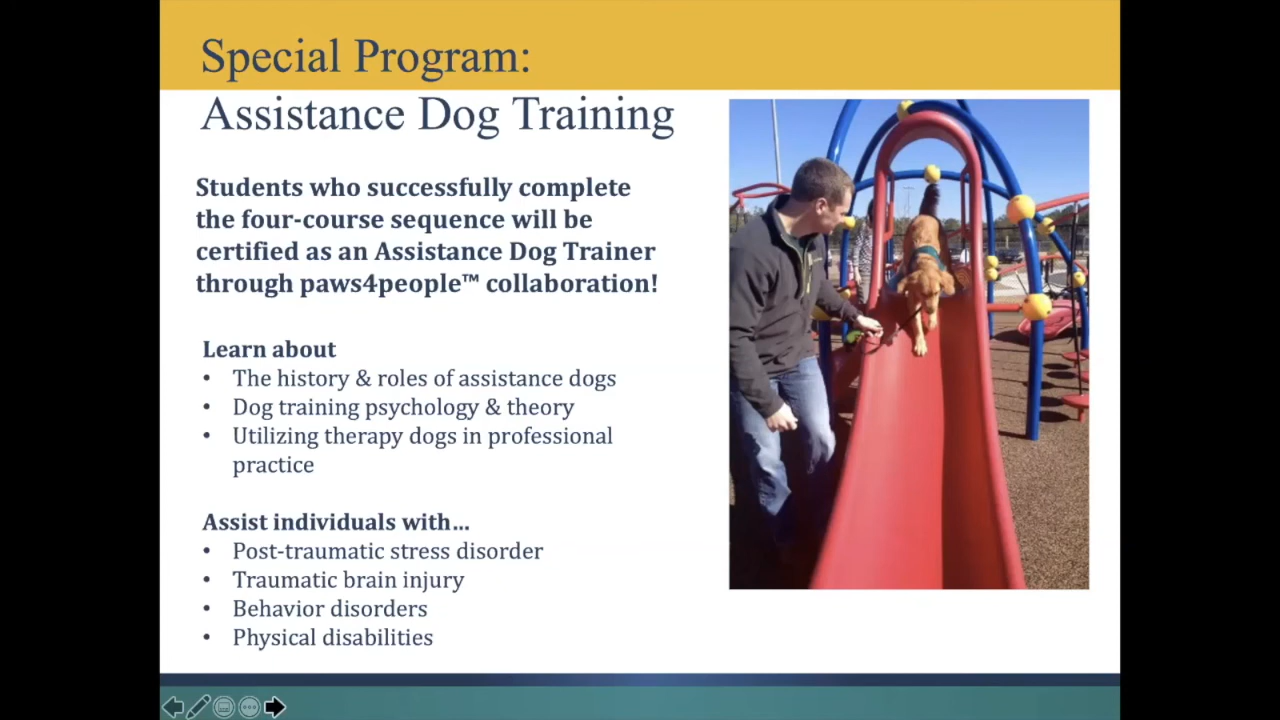 Special Program:
Assistance Dog Training
Students who successfully complete
the four-course sequence will be
certified as an Assistance Dog Trainer
through paws4people™ collaboration!
Learn about
• The history & roles of assistance dogs
• Dog training psychology & theory
• Utilizing therapy dogs in professional
practice
Assist individuals with…
• Post-traumatic stress disorder
• Traumatic brain injury
• Behavior disorders
• Physical disabilities